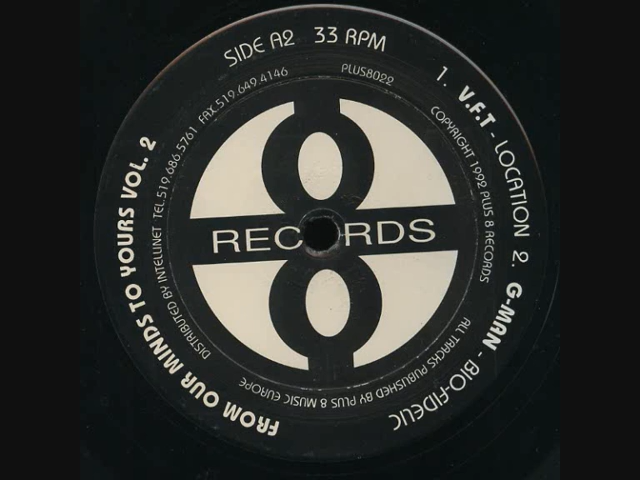 SIDE A2 33 RPM
1. V.F.T - LOCATION 2. G-MAN - BIO-FIDELIC
FROM OUR MINDS TO YOURS VOL. 2
PLUS8022
COPYRIGHT 1992 PLUS 8 RECORDS
ALL TRACKS PUBLISHED BY PLUS 8 MUSIC EUROPE
DISTRIBUTED BY INTELLINET TEL.519.686.5761 FAX.519.649.4146
RECORDS